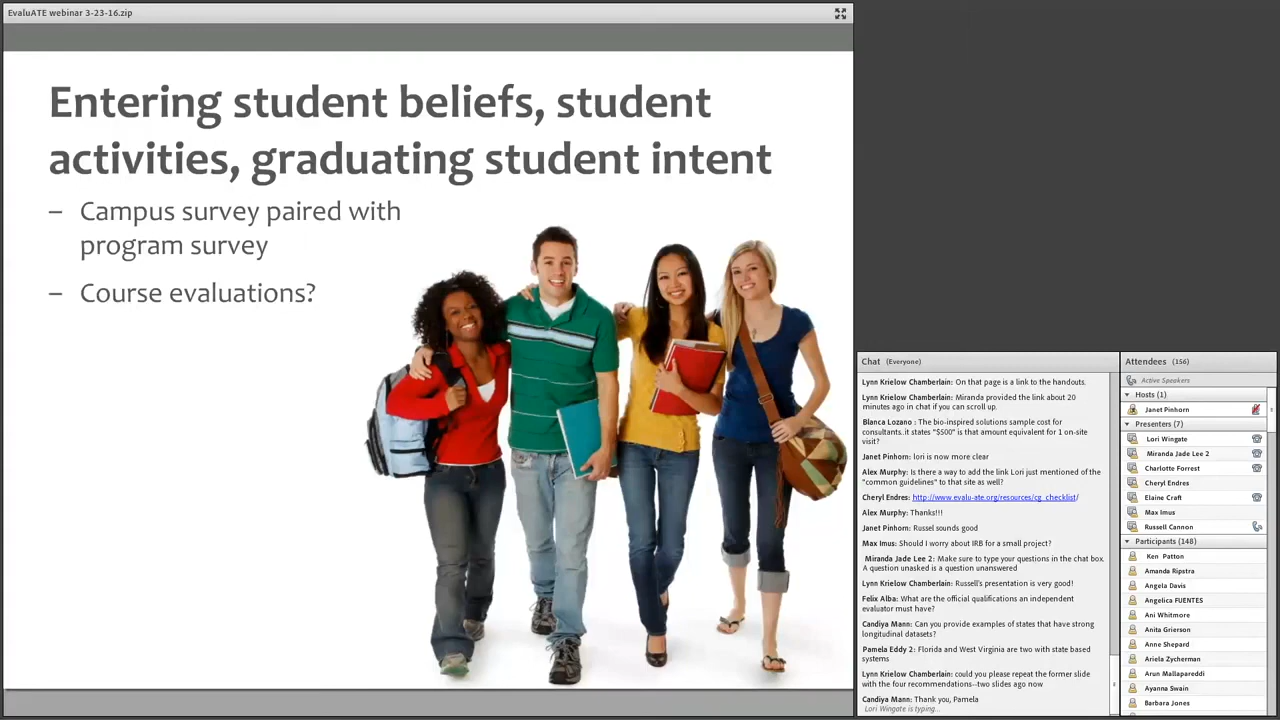 EvaluATE webinar 3-23-16.zip
Entering student beliefs, student
activities, graduating student intent
– Campus survey paired with
program survey
– Course evaluations?
Chat (Everyone)
Lynn Krielow Chamberlain: On that page is a link to the handouts.
Lynn Krielow Chamberlain: Miranda provided the link about 20
minutes ago in chat if you can scroll up.
Blanca Lozano : The bio-inspired solutions sample cost for
consultants..it states "$500" is that amount equivalent for 1 on-site
visit?
Janet Pinhorn: lori is now more clear
Alex Murphy: Is there a way to add the link Lori just mentioned of the
"common guidelines" to that site as well?
Cheryl Endres: http://www.evalu-ate.org/resources/cg_checklist/
Alex Murphy: Thanks!!!
Janet Pinhorn: Russel sounds good
Max Imus: Should I worry about IRB for a small project?
Miranda Jade Lee 2: Make sure to type your questions in the chat box.
A question unasked is a question unanswered
Lynn Krielow Chamberlain: Russell's presentation is very good!
Felix Alba: What are the official qualifications an independent
evaluator must have?
Candiya Mann: Can you provide examples of states that have strong
longitudinal datasets?
Pamela Eddy 2: Florida and West Virginia are two with state based
systems
Lynn Krielow Chamberlain: could you please repeat the former slide
with the four recommendations--two slides ago now
Candiya Mann: Thank you, Pamela
Lori Wingate is typing...
Attendees (156)
Active Speakers
Hosts (1)
Janet Pinhorn
Presenters (7)
Lori Wingate
Miranda Jade Lee 2
Charlotte Forrest
Cheryl Endres
Elaine Craft
Max Imus
Russell Cannon
Participants (148)
Ken Patton
Amanda Ripstra
Angela Davis
Angelica FUENTES
Ani Whitmore
Anita Grierson
Anne Shepard
Ariela Zycherman
Arun Mallapareddi
Ayanna Swain
Barbara Jones